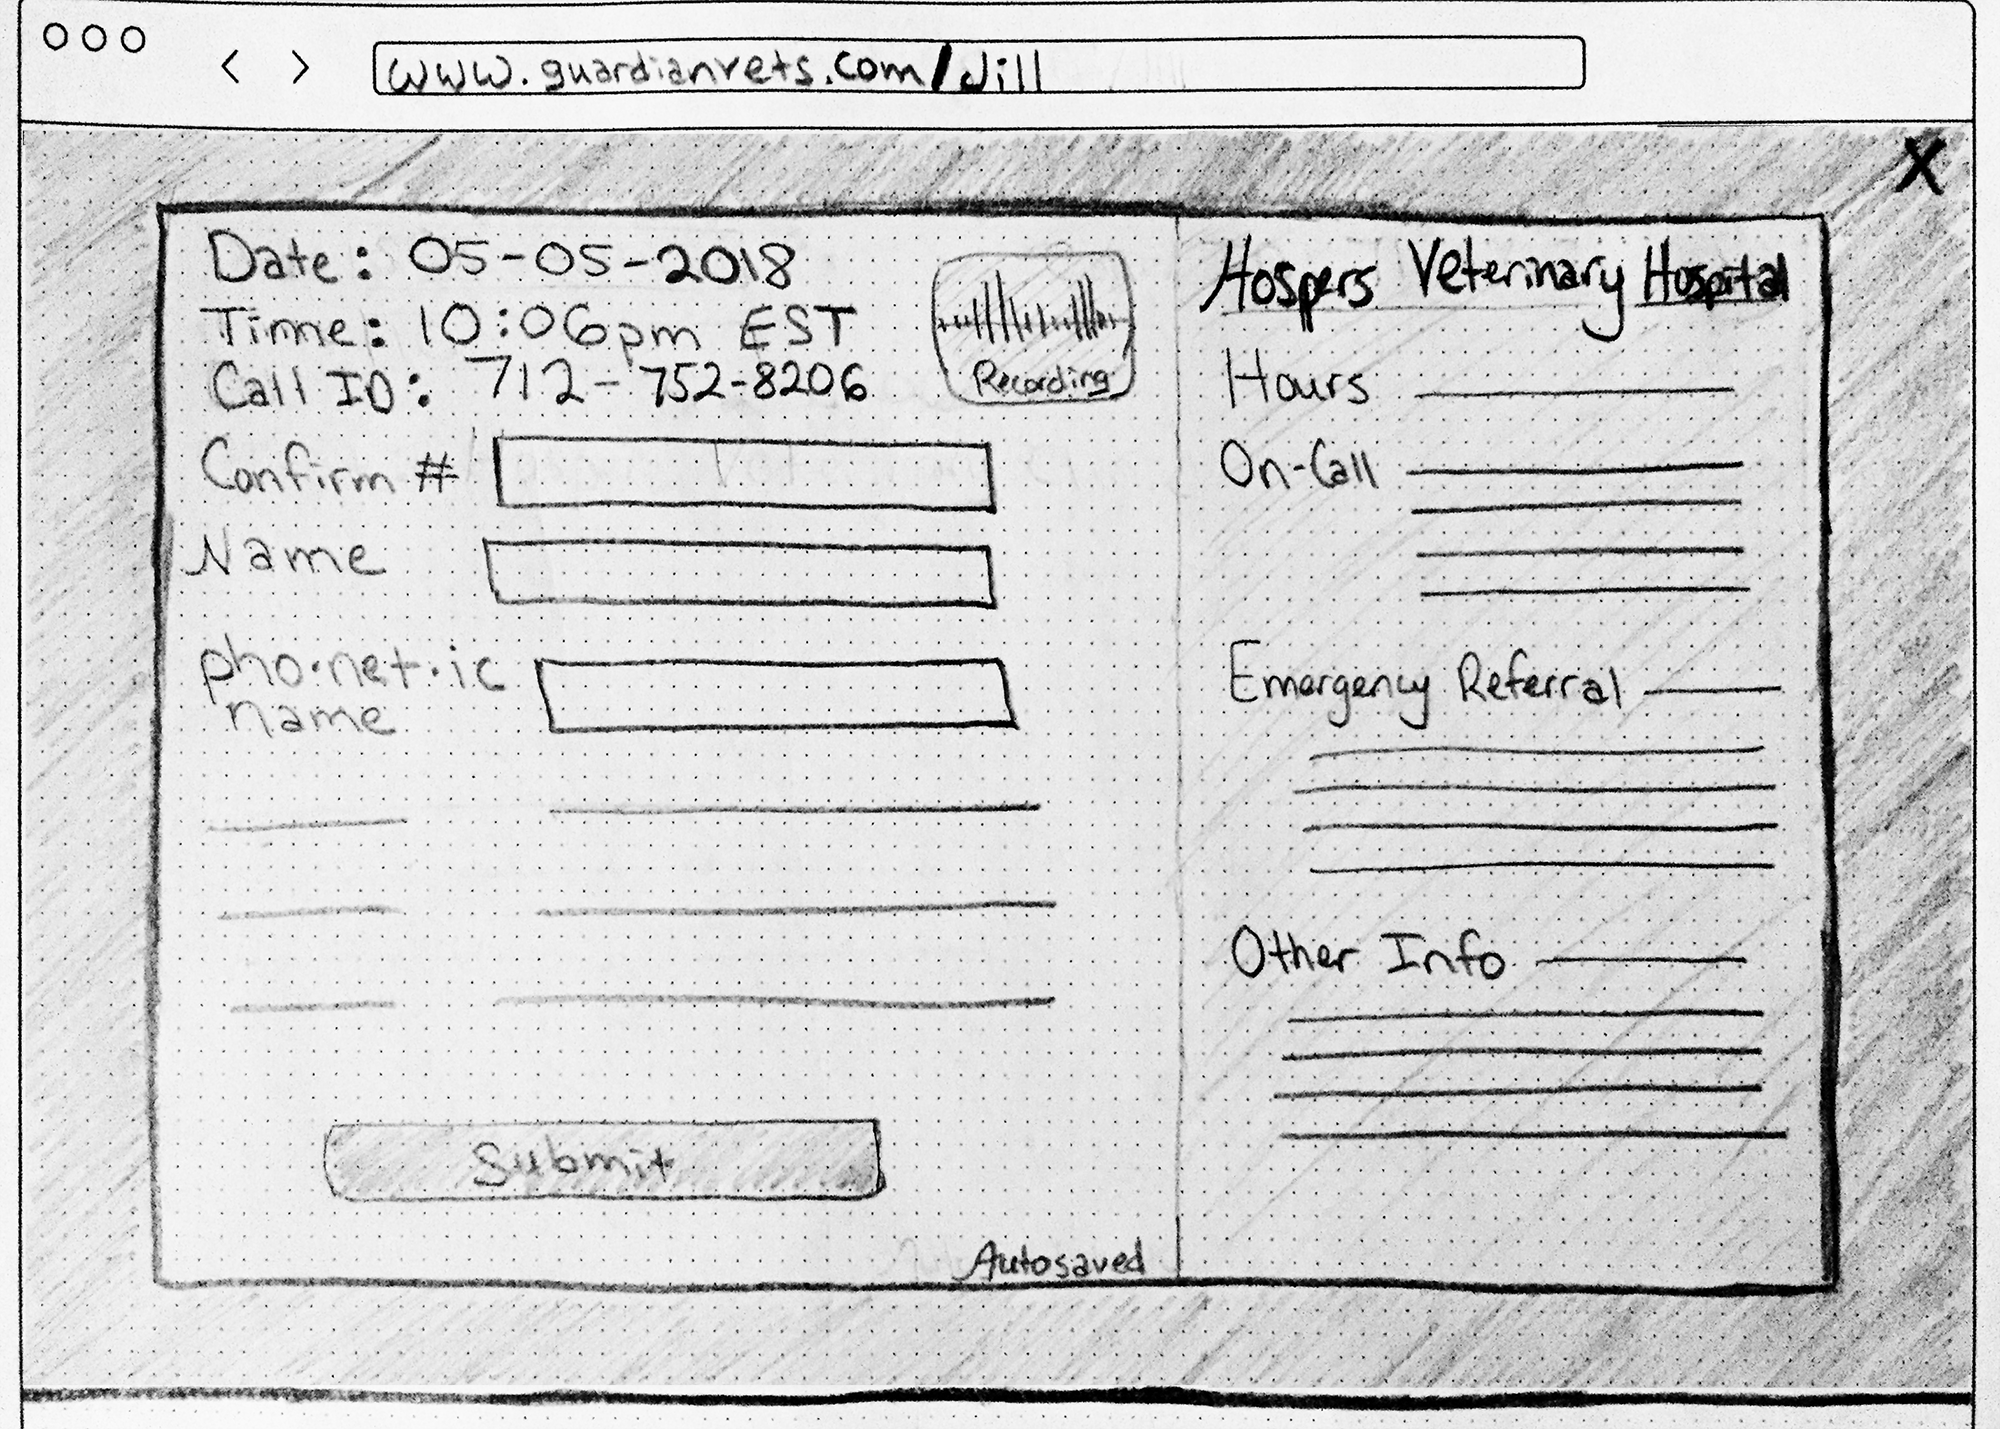 www.guardianvets.com/Jill
X
Date: 05-05-2018
Time: 10:06pm EST
Call ID: 712-752-8206
Recording
Confirm #
Name
pho·net·ic
name
Submit
Autosaved
Hospers Veterinary Hospital
Hours
On-Call
Emergency Referral
Other Info